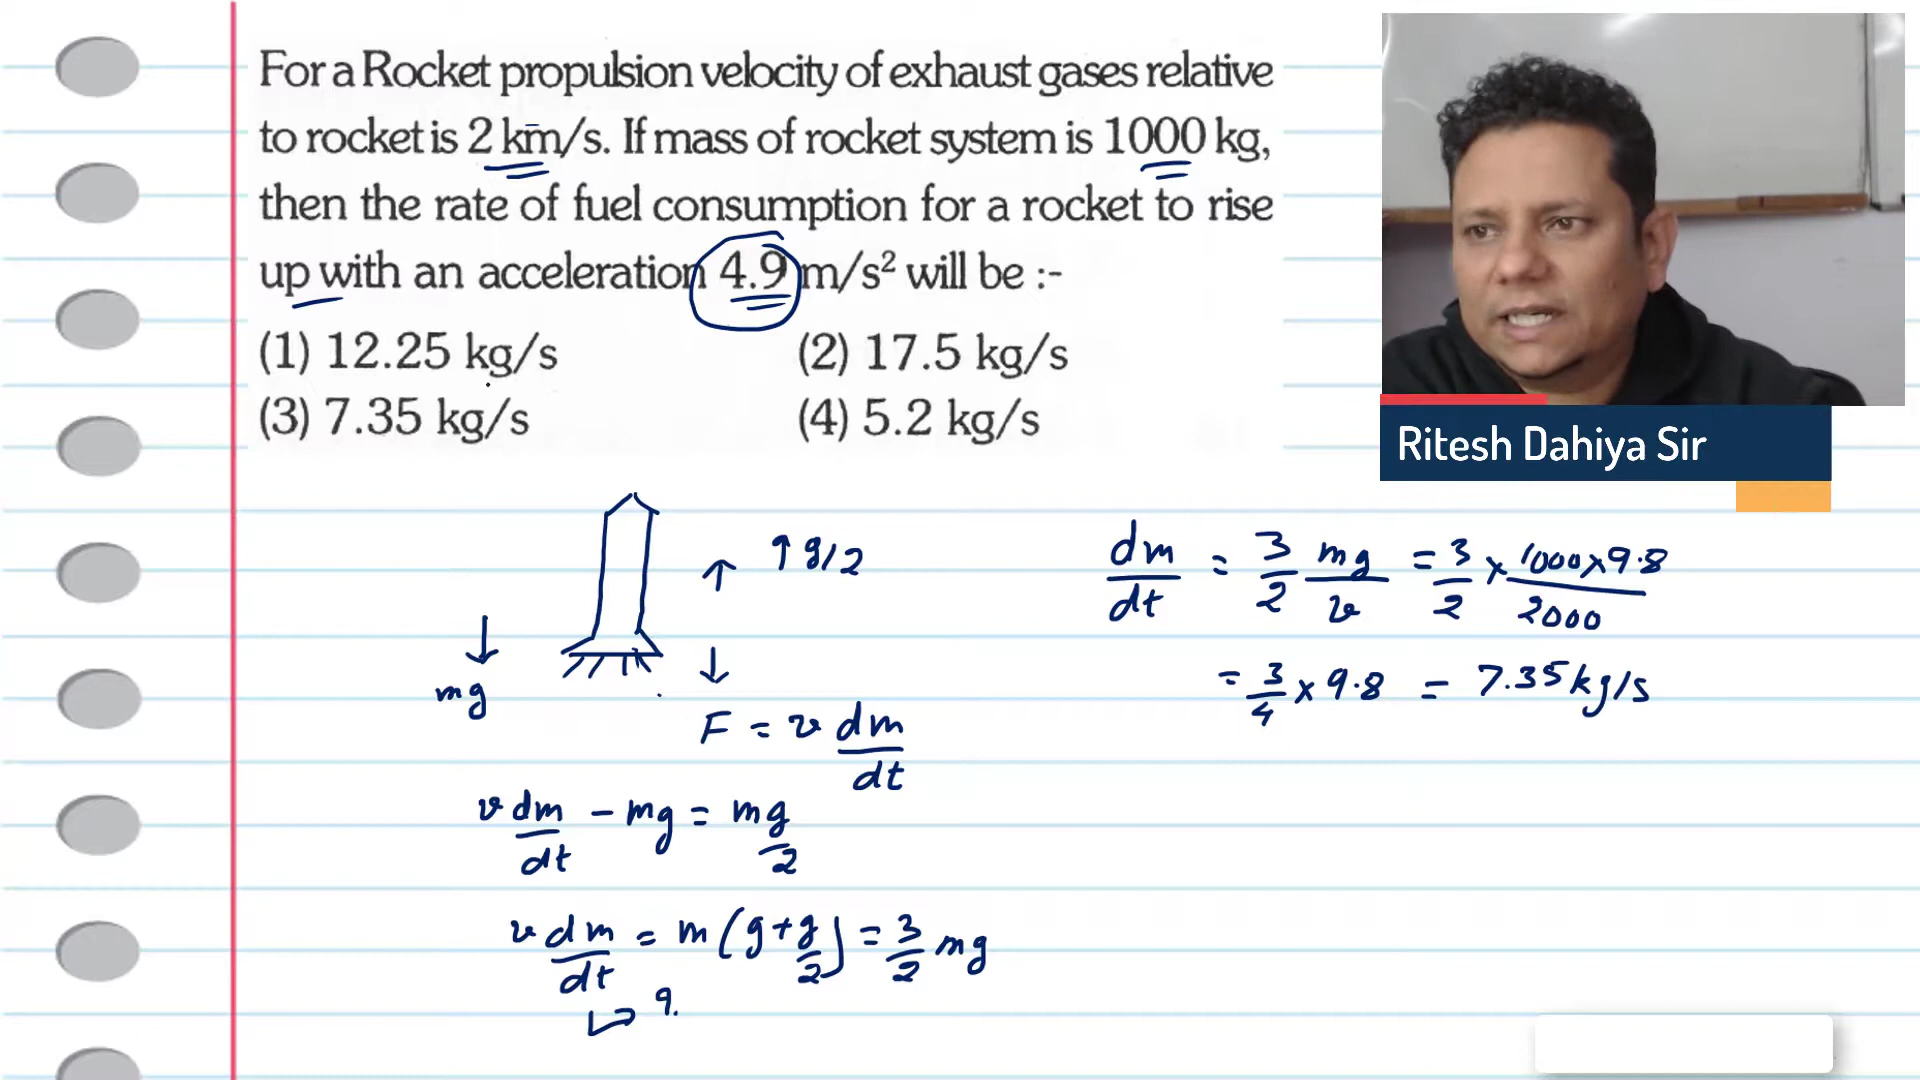 For a Rocket propulsion velocity of exhaust gases relative
to rocket is 2 km/s. If mass of rocket system is 1000 kg,
then the rate of fuel consumption for a rocket to rise
up with an acceleration 4.9 m/s² will be :-
(1) 12.25 kg/s (2) 17.5 kg/s
(3) 7.35 kg/s (4) 5.2 kg/s
Ritesh Dahiya Sir
↑ g/2
mg
F = v dm/dt
v dm/dt - mg = mg/2
v dm/dt = m (g + g/2) = 3/2 mg
9.
dm/dt = 3/2 mg/v = 3/2 × 1000×9.8/2000
= 3/4 × 9.8 = 7.35 kg/s